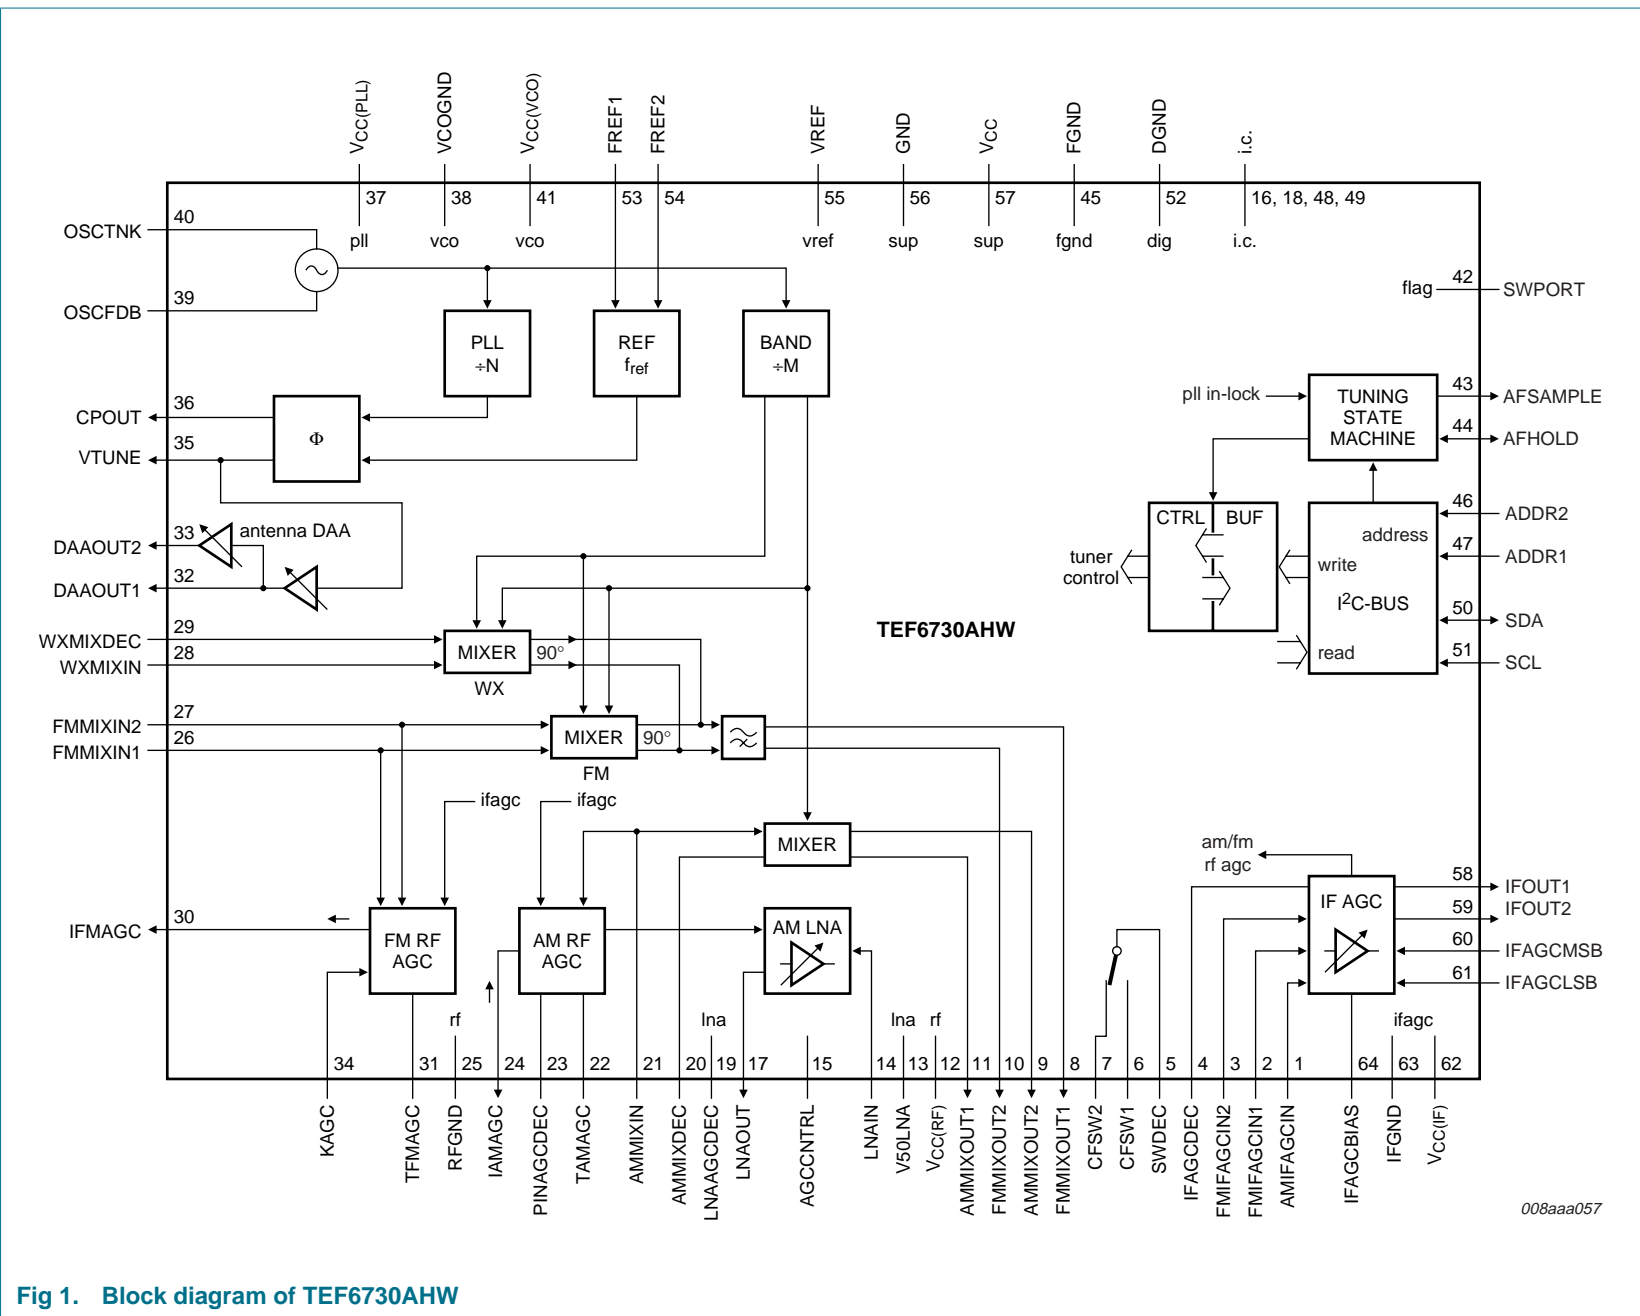 VCC(PLL) VCOGND VCC(VCO) FREF1 FREF2 VREF GND VCC FGND DGND i.c.
37 38 41 53 54 55 56 57 45 52 16, 18, 48, 49
pll vco vco vref sup sup fgnd dig i.c.
OSCTNK 40
OSCFDB 39
flag 42 SWPORT
PLL ÷N
REF fref
BAND ÷M
CPOUT 36
VTUNE 35
Φ
pll in-lock
TUNING
STATE
MACHINE
43 AFSAMPLE
44 AFHOLD
DAAOUT2 33 antenna DAA
DAAOUT1 32
tuner
control
CTRL BUF
address
write
I2C-BUS
read
46 ADDR2
47 ADDR1
50 SDA
51 SCL
TEF6730AHW
WXMIXDEC 29
WXMIXIN 28
MIXER 90°
WX
FMMIXIN2 27
FMMIXIN1 26
MIXER 90°
FM
ifagc ifagc
MIXER
am/fm
rf agc
IFMAGC 30
FM RF
AGC
AM RF
AGC
AM LNA
IF AGC
58 IFOUT1
59 IFOUT2
60 IFAGCMSB
61 IFAGCLSB
rf lna lna rf ifagc
34 31 25 24 23 22 21 20 19 17 15 14 13 12 11 10 9 8 7 6 5 4 3 2 1 64 63 62
KAGC TFMAGC RFGND IAMAGC PINAGCDEC TAMAGC AMMIXIN AMMIXDEC LNAAGCDEC LNAOUT AGCCNTRL LNAIN V50LNA VCC(RF) AMMIXOUT1 FMMIXOUT2 AMMIXOUT2 FMMIXOUT1 CFSW2 CFSW1 SWDEC IFAGCDEC FMIFAGCIN2 FMIFAGCIN1 AMIFAGCIN IFAGCBIAS IFGND VCC(IF)
008aaa057
Fig 1. Block diagram of TEF6730AHW